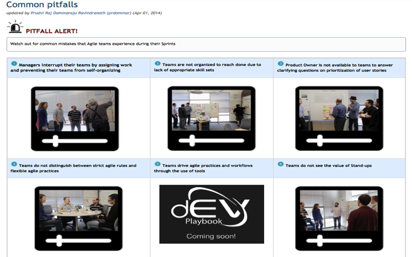 Common pitfalls
updated by Prudvi Raj Dammanaju Ravindranath (prdammar) (Apr 01, 2014)
PITFALL ALERT!
Watch out for common mistakes that Agile teams experience during their Sprints
Managers interrupt their teams by assigning work
and preventing their teams from self-organizing
Teams are not organized to reach done due to
lack of appropriate skill sets
Product Owner is not available to teams to answer
clarifying questions on prioritization of user stories
Teams do not distinguish between strict agile rules and
flexible agile practices
Teams drive agile practices and workflows
through the use of tools
Teams do not see the value of Stand-ups
dEV
Playbook
Coming soon!